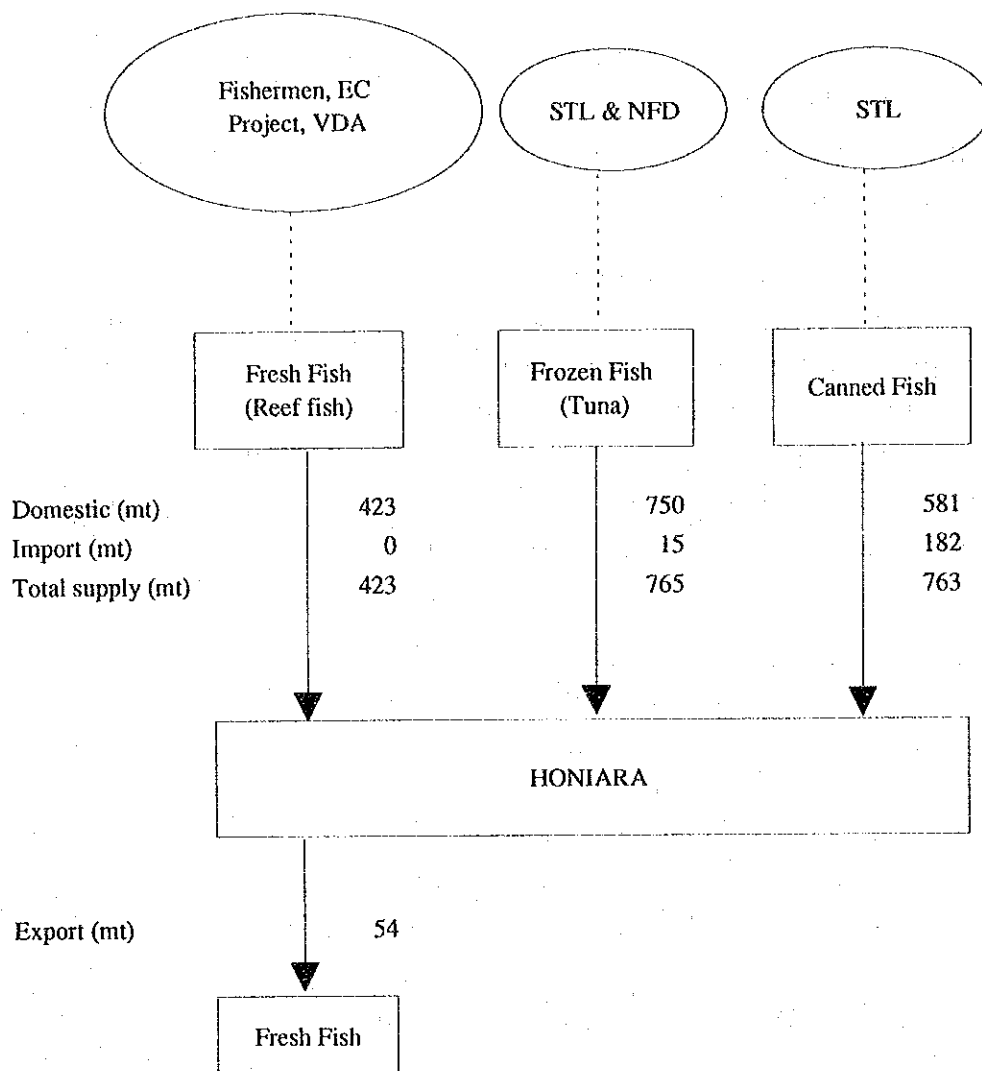 Fishermen, EC
Project, VDA
STL & NFD
STL
Fresh Fish
(Reef fish)
Frozen Fish
(Tuna)
Canned Fish
Domestic (mt) 423 750 581
Import (mt) 0 15 182
Total supply (mt) 423 765 763
HONIARA
Export (mt) 54
Fresh Fish